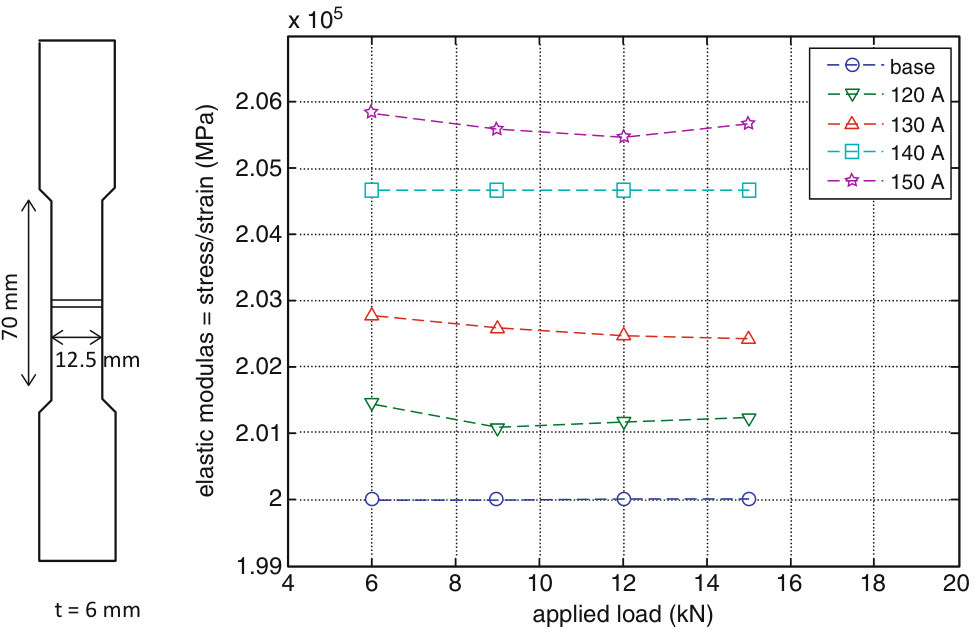 70 mm
12.5 mm
t = 6 mm
x 10⁵
elastic modulas = stress/strain (MPa)
2.06
2.05
2.04
2.03
2.02
2.01
2
1.99
4 6 8 10 12 14 16 18 20
applied load (kN)
base
120 A
130 A
140 A
150 A